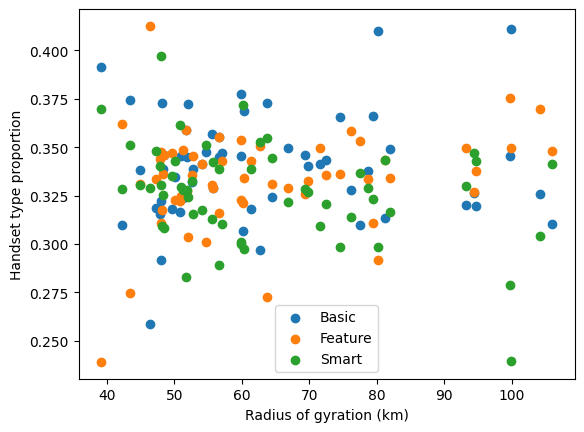 0.400
0.375
0.350
0.325
0.300
0.275
0.250
Handset type proportion
Basic
Feature
Smart
40 50 60 70 80 90 100
Radius of gyration (km)